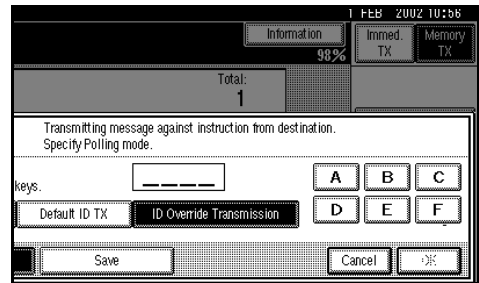 1 FEB 2002 10:56
Information
98%
Immed. TX
Memory TX
Total:
1
Transmitting message against instruction from destination.
Specify Polling mode.
keys.
____
A B C
Default ID TX
ID Override Transmission
D E F
Save
Cancel
OK